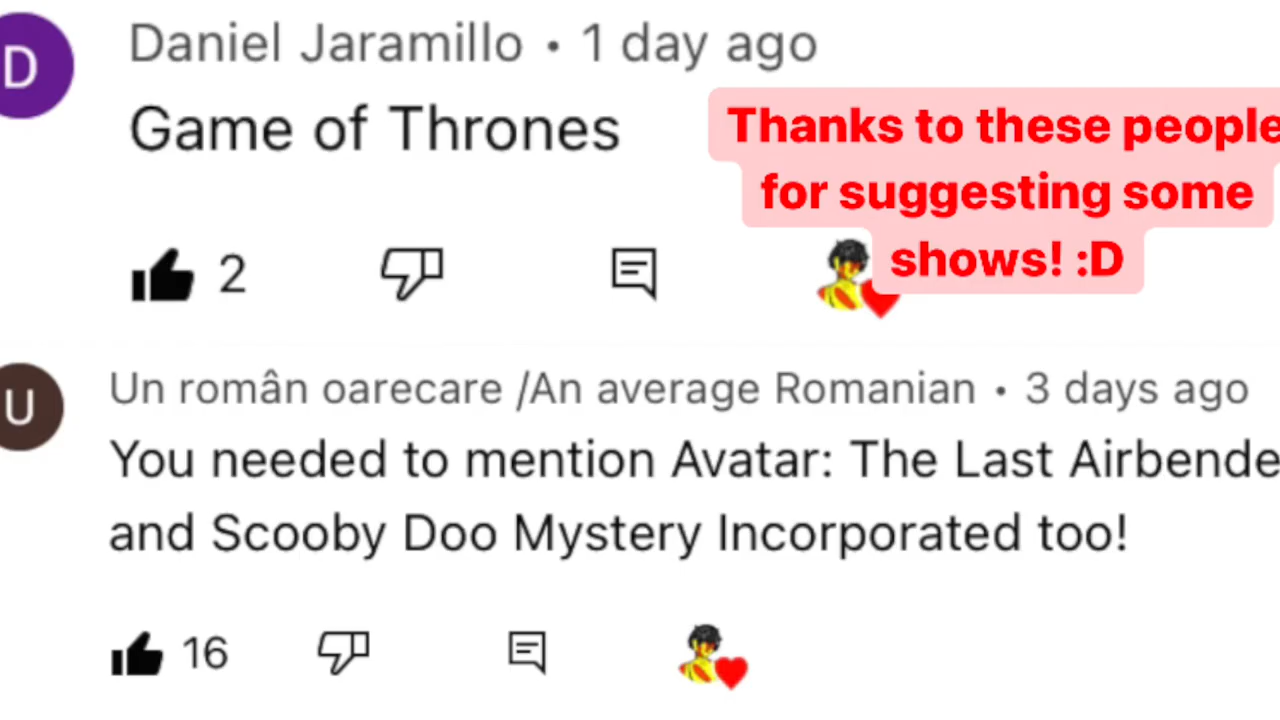 D
Daniel Jaramillo • 1 day ago
Game of Thrones
Thanks to these people
for suggesting some
shows! :D
2
U
Un român oarecare /An average Romanian • 3 days ago
You needed to mention Avatar: The Last Airbende
and Scooby Doo Mystery Incorporated too!
16